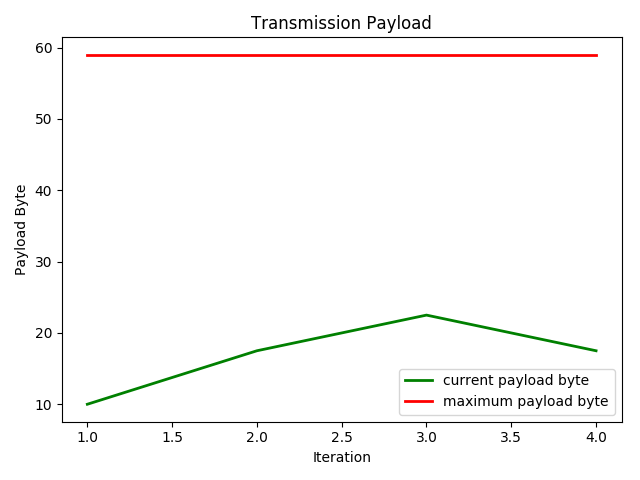 Transmission Payload
60
50
40
30
20
10
Payload Byte
current payload byte
maximum payload byte
1.0 1.5 2.0 2.5 3.0 3.5 4.0
Iteration